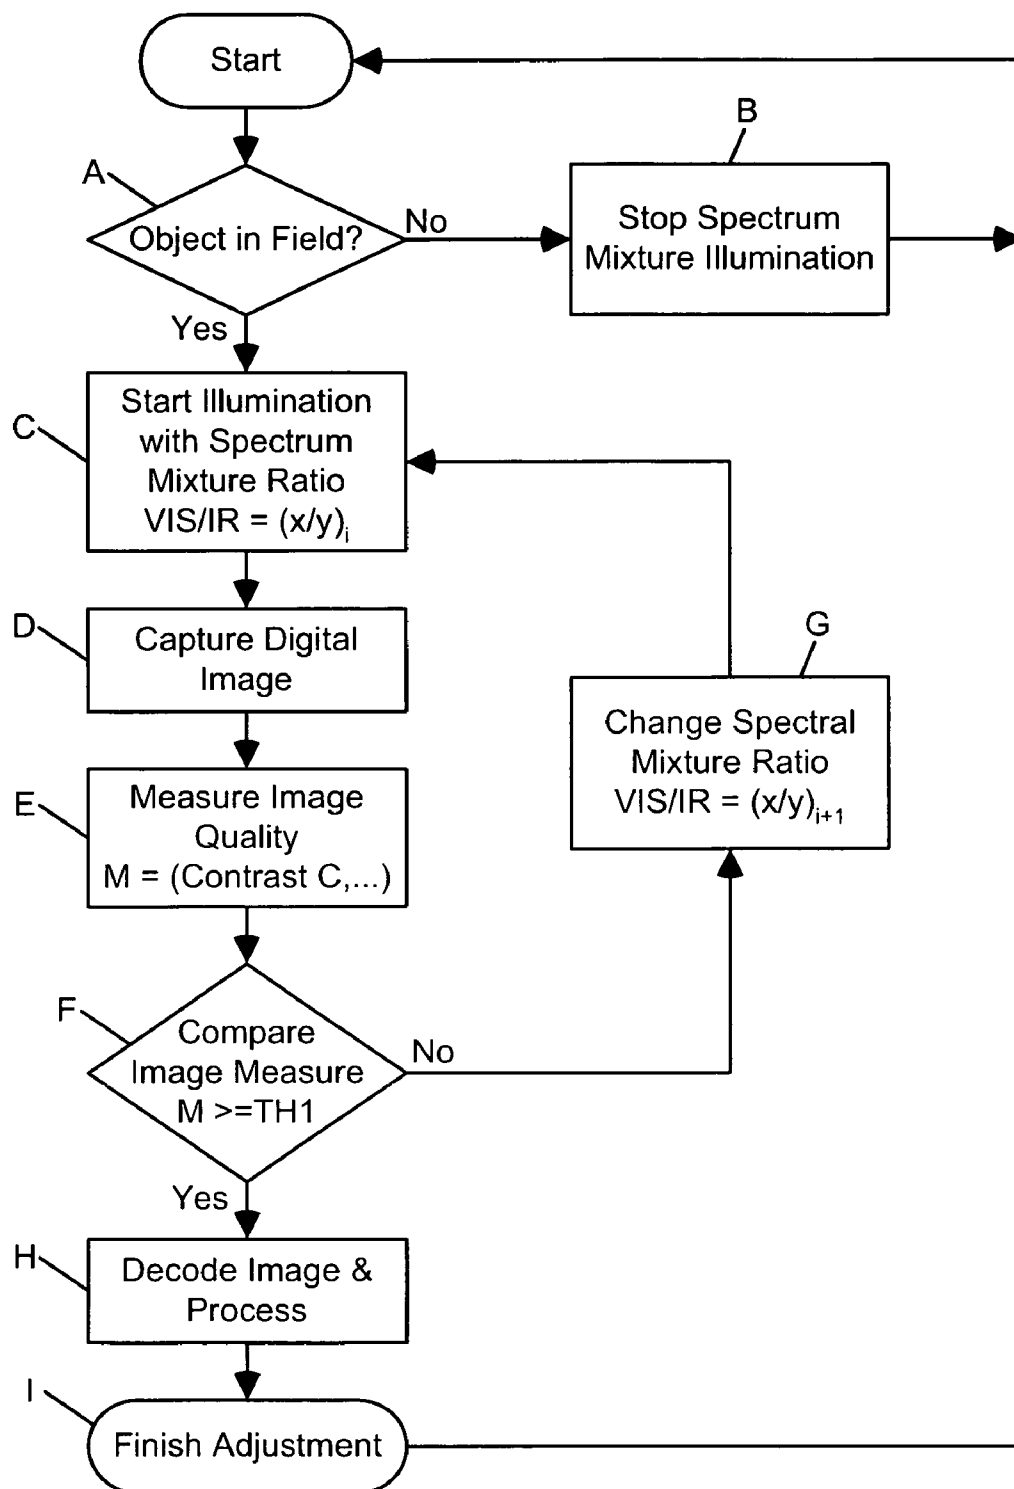 Start
A
Object in Field?
No
B
Stop Spectrum
Mixture Illumination
Yes
C
Start Illumination
with Spectrum
Mixture Ratio
VIS/IR = (x/y)i
D
Capture Digital
Image
G
Change Spectral
Mixture Ratio
VIS/IR = (x/y)i+1
E
Measure Image
Quality
M = (Contrast C,...)
F
Compare
Image Measure
M >=TH1
No
Yes
H
Decode Image &
Process
I
Finish Adjustment